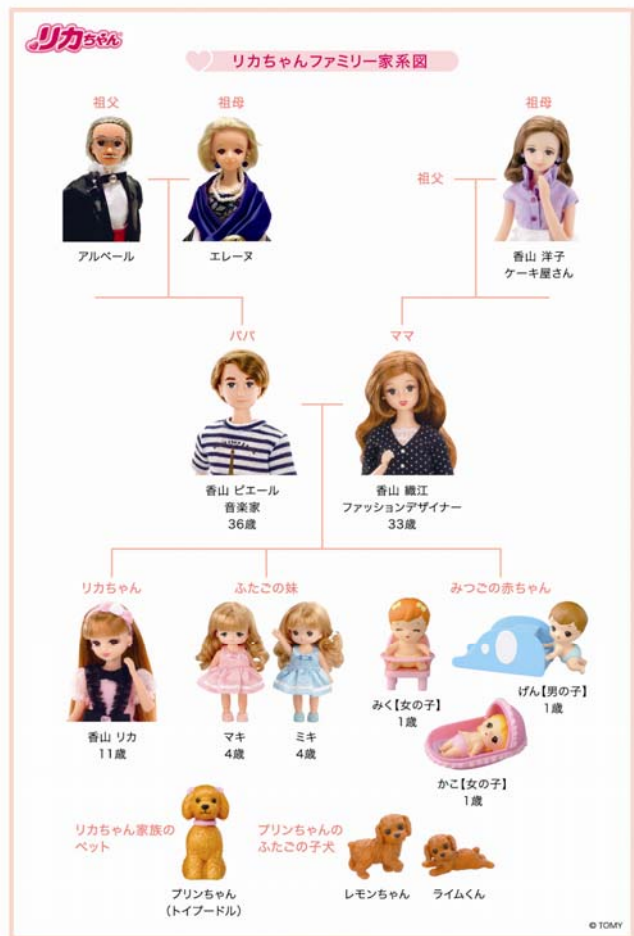 リカちゃん
リカちゃんファミリー家系図
祖父
祖母
祖母
祖父
アルベール
エレーヌ
香山 洋子
ケーキ屋さん
パパ
ママ
香山 ピエール
音楽家
36歳
香山 織江
ファッションデザイナー
33歳
リカちゃん
ふたごの妹
みつごの赤ちゃん
香山 リカ
11歳
マキ
4歳
ミキ
4歳
みく【女の子】
1歳
げん【男の子】
1歳
かこ【女の子】
1歳
リカちゃん家族の
ペット
プリンちゃんの
ふたごの子犬
プリンちゃん
（トイプードル）
レモンちゃん
ライムくん
© TOMY